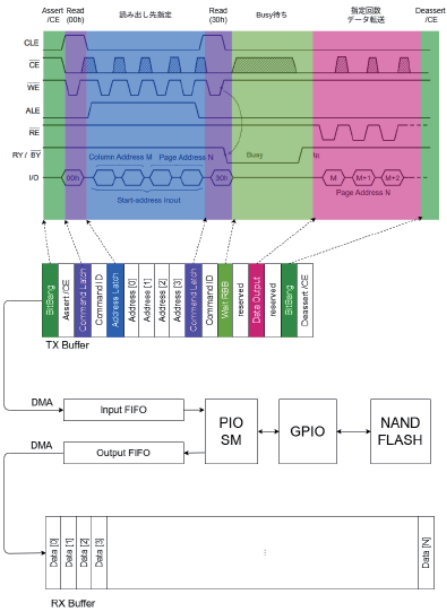 Assert /CE
Read (00h)
読み出し先指定
Read (30h)
Busy待ち
指定回数
データ転送
Deassert /CE
CLE
CE
WE
ALE
RE
RY / BY
I/O
Column Address M
Page Address N
Busy
00h
30h
M
M+1
M+2
Start-address inout
Page Address N
BitBang
Assert /CE
Command Latch
Command ID
Address Latch
Address [0]
Address [1]
Address [2]
Address [3]
Command Latch
Command ID
Wait RBB
reserved
Data Output
reserved
BitBang
Deassert /CE
TX Buffer
DMA
Input FIFO
DMA
Output FIFO
PIO
SM
GPIO
NAND
FLASH
Data [0]
Data [1]
Data [2]
Data [3]
...
Data [N]
RX Buffer